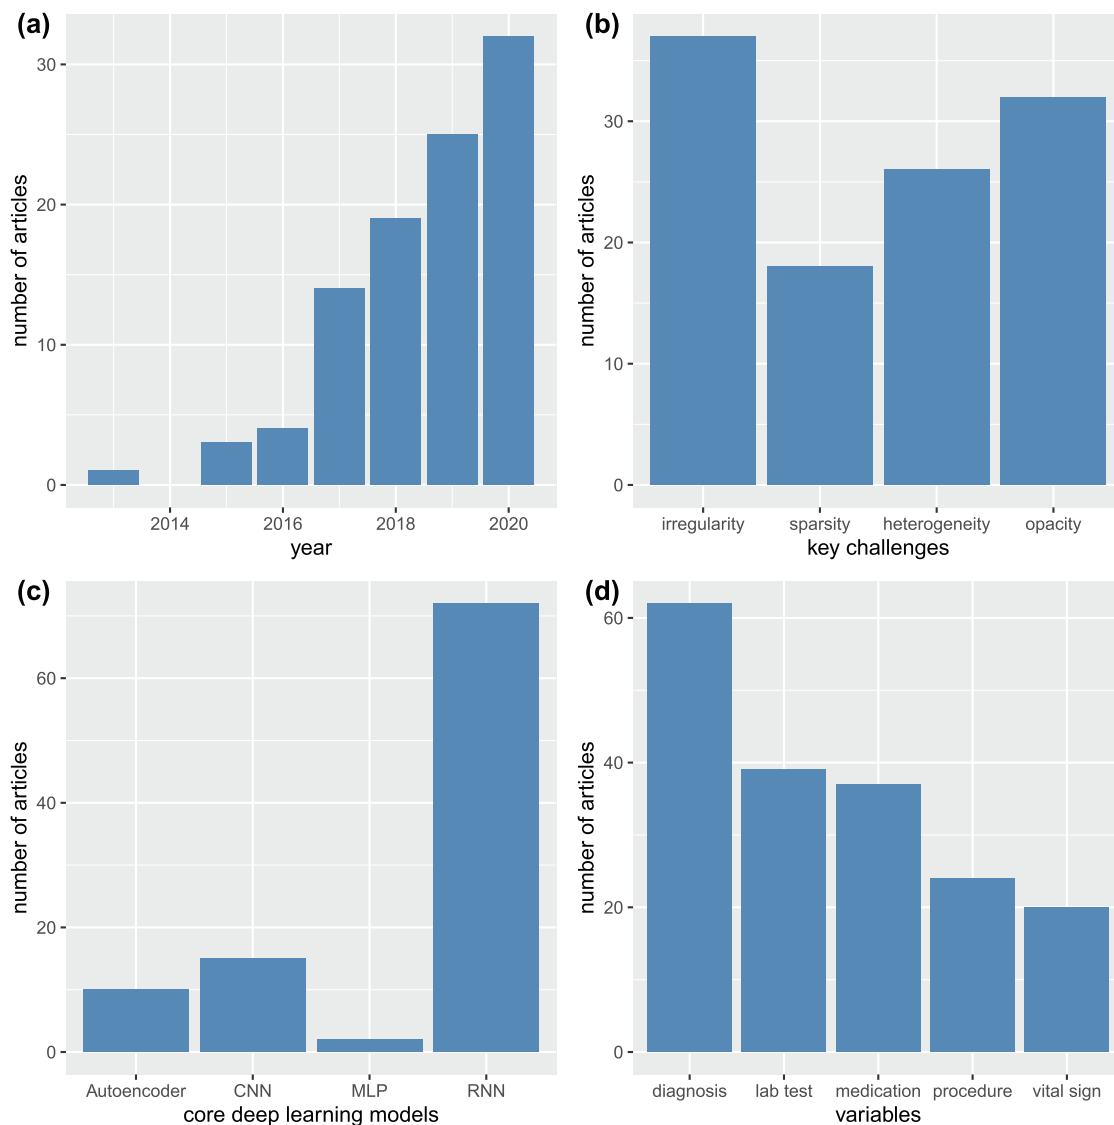 (a)
number of articles
30
20
10
0
2014 2016 2018 2020
year
(b)
number of articles
30
20
10
0
irregularity sparsity heterogeneity opacity
key challenges
(c)
number of articles
60
40
20
0
Autoencoder CNN MLP RNN
core deep learning models
(d)
number of articles
60
40
20
0
diagnosis lab test medication procedure vital sign
variables